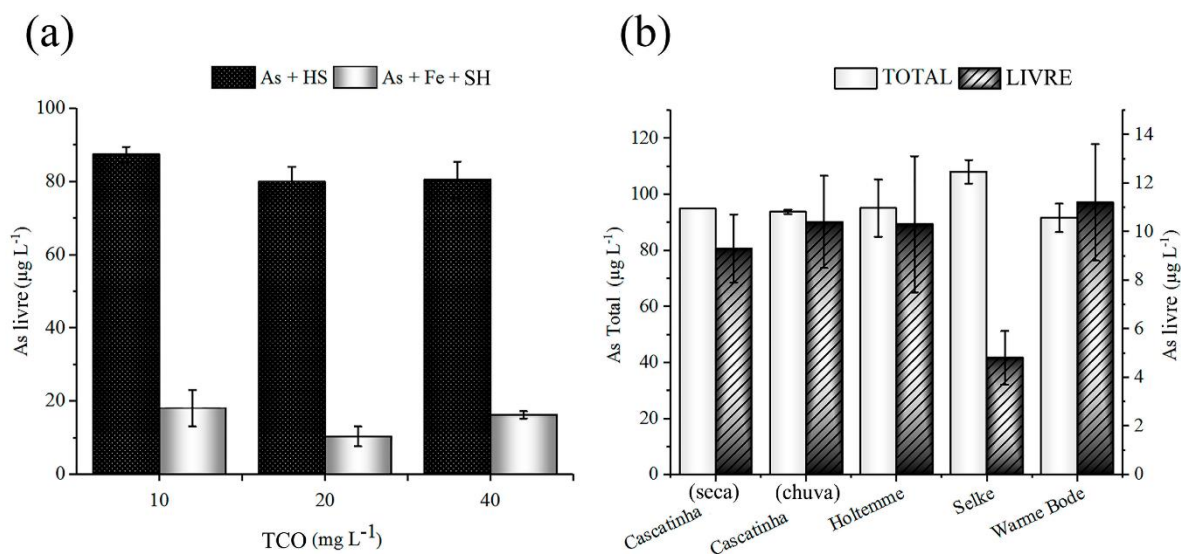 (a)
As + HS As + Fe + SH
100
80
60
40
20
0
As livre (µg L⁻¹)
10 20 40
TCO (mg L⁻¹)
(b)
TOTAL LIVRE
120
100
80
60
40
20
0
As Total (µg L⁻¹)
14
12
10
8
6
4
2
0
As livre (µg L⁻¹)
(seca) (chuva)
Cascatinha Cascatinha Holtemme Selke Warme Bode